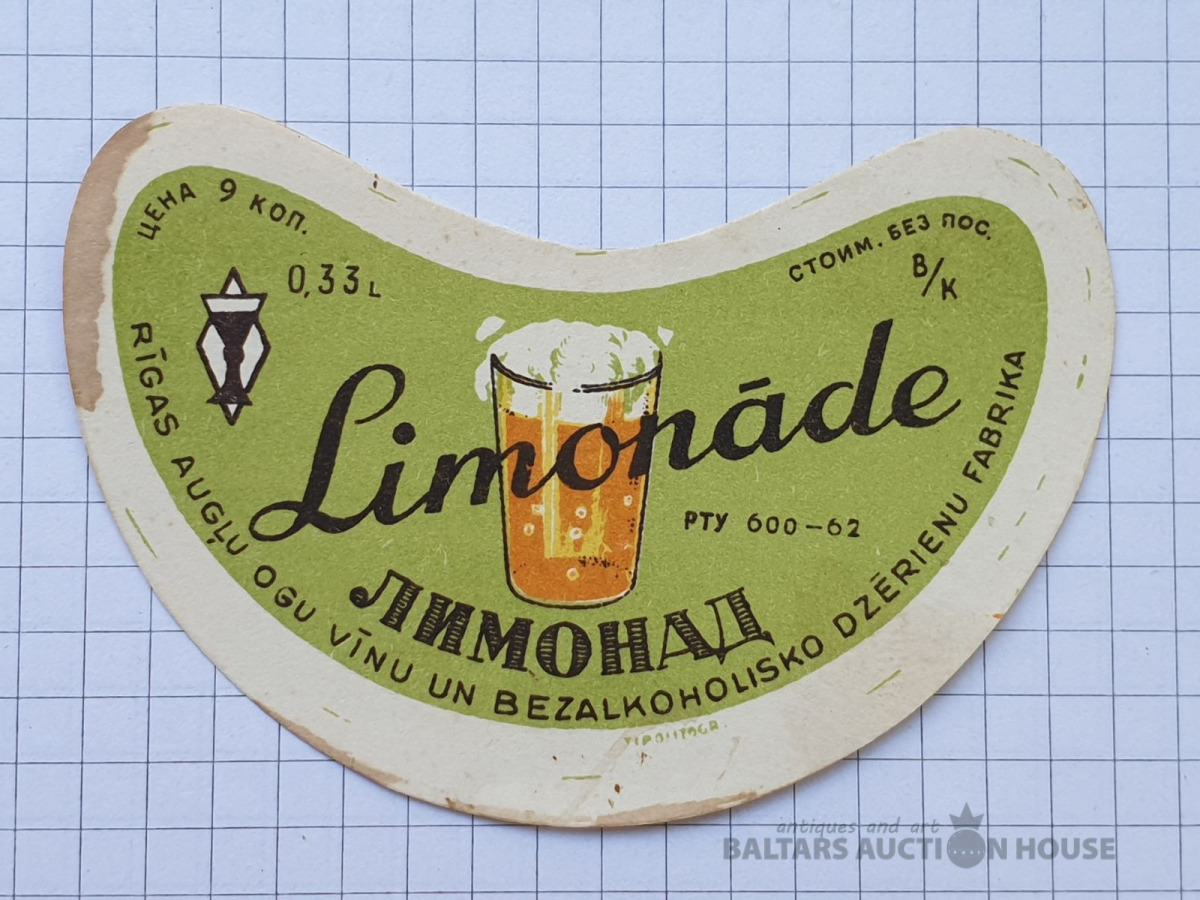 ЦЕНА 9 КОП.
СТОИМ. БЕЗ ПОС.
0,33 L
В/К
Limonāde
РТУ 600-62
ЛИМОНАД
RĪGAS AUGĻU OGU VĪNU UN BEZALKOHOLISKO DZĒRIENU FABRIKA
antiques and art
BALTARS AUCTION HOUSE